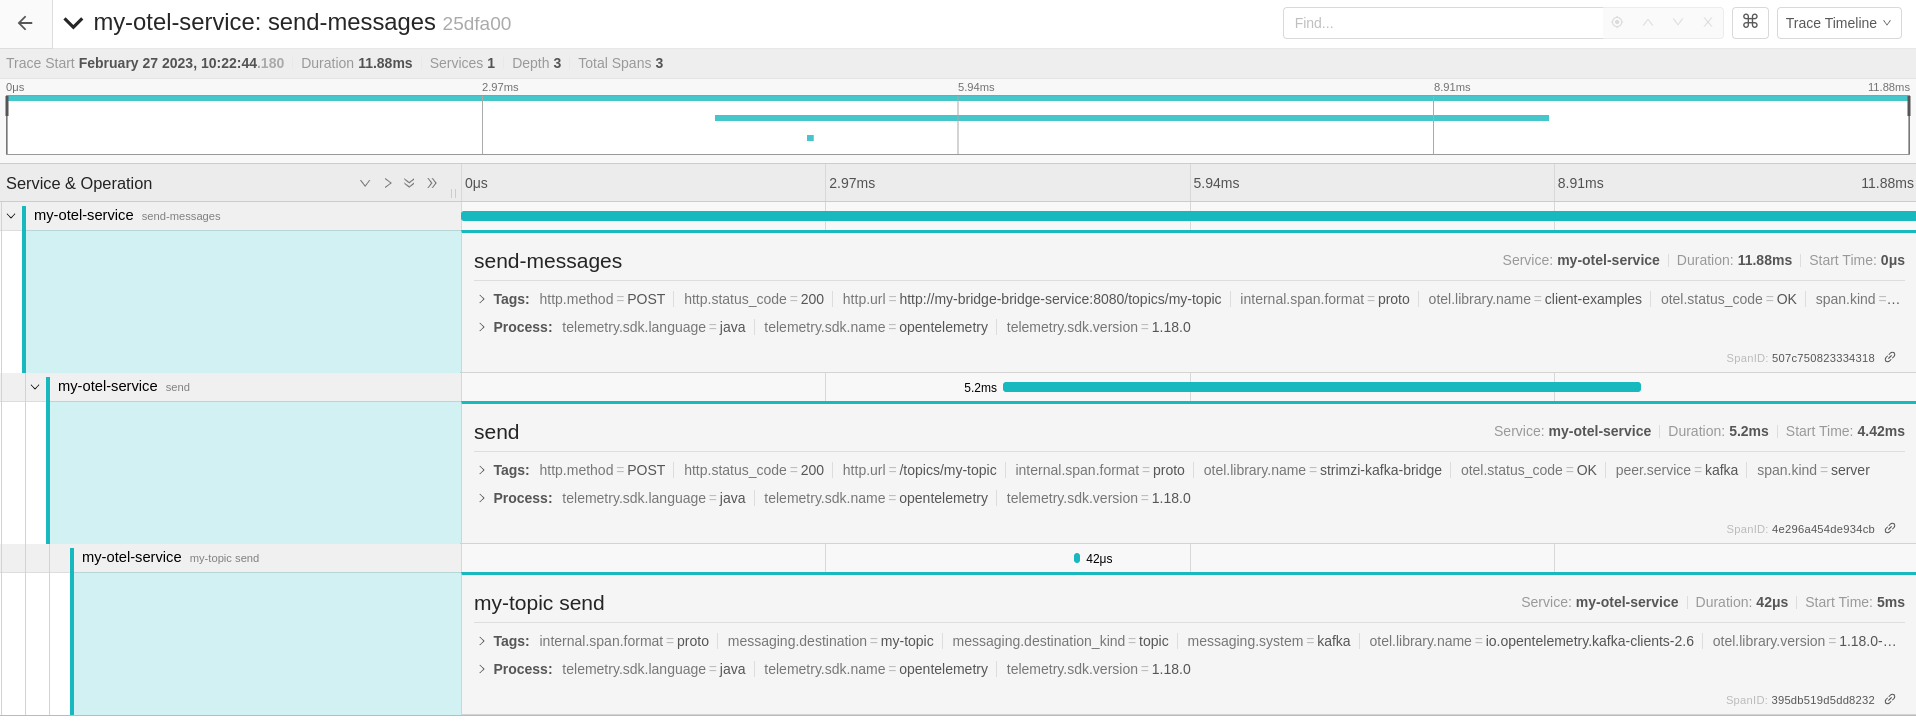 my-otel-service: send-messages 25dfa00
Find...
⌘
Trace Timeline
Trace Start February 27 2023, 10:22:44.180 Duration 11.88ms Services 1 Depth 3 Total Spans 3
0μs 2.97ms 5.94ms 8.91ms 11.88ms
Service & Operation 0μs 2.97ms 5.94ms 8.91ms 11.88ms
my-otel-service send-messages
send-messages Service: my-otel-service Duration: 11.88ms Start Time: 0μs
Tags: http.method = POST http.status_code = 200 http.url = http://my-bridge-bridge-service:8080/topics/my-topic internal.span.format = proto otel.library.name = client-examples otel.status_code = OK span.kind = …
Process: telemetry.sdk.language = java telemetry.sdk.name = opentelemetry telemetry.sdk.version = 1.18.0
SpanID: 507c750823334318
my-otel-service send 5.2ms
send Service: my-otel-service Duration: 5.2ms Start Time: 4.42ms
Tags: http.method = POST http.status_code = 200 http.url = /topics/my-topic internal.span.format = proto otel.library.name = strimzi-kafka-bridge otel.status_code = OK peer.service = kafka span.kind = server
Process: telemetry.sdk.language = java telemetry.sdk.name = opentelemetry telemetry.sdk.version = 1.18.0
SpanID: 4e296a454de934cb
my-otel-service my-topic send 42μs
my-topic send Service: my-otel-service Duration: 42μs Start Time: 5ms
Tags: internal.span.format = proto messaging.destination = my-topic messaging.destination_kind = topic messaging.system = kafka otel.library.name = io.opentelemetry.kafka-clients-2.6 otel.library.version = 1.18.0-…
Process: telemetry.sdk.language = java telemetry.sdk.name = opentelemetry telemetry.sdk.version = 1.18.0
SpanID: 395db519d5dd8232